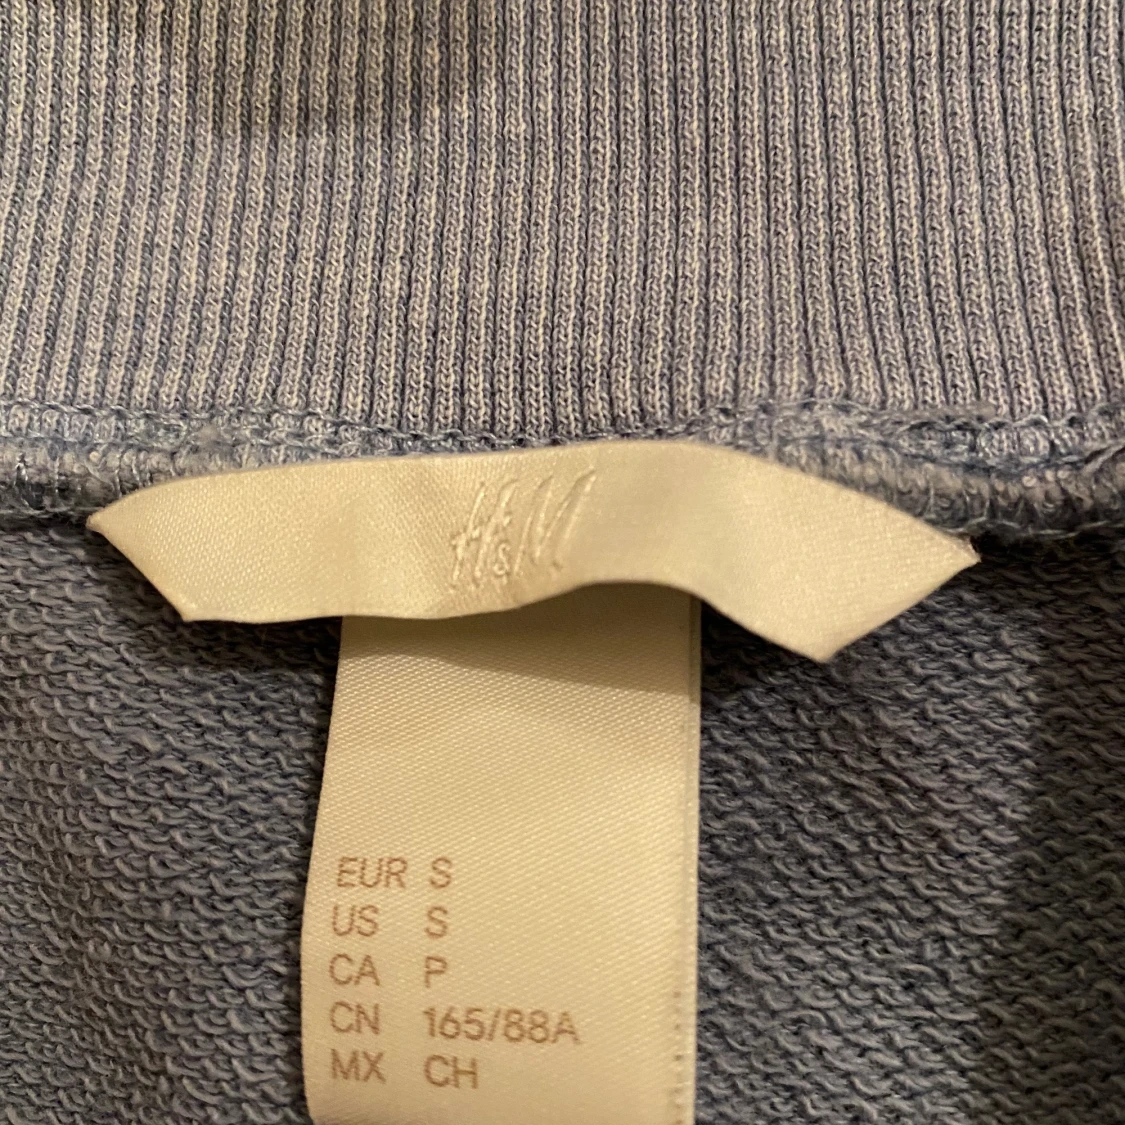 H&M
EUR S
US S
CA P
CN 165/88A
MX CH